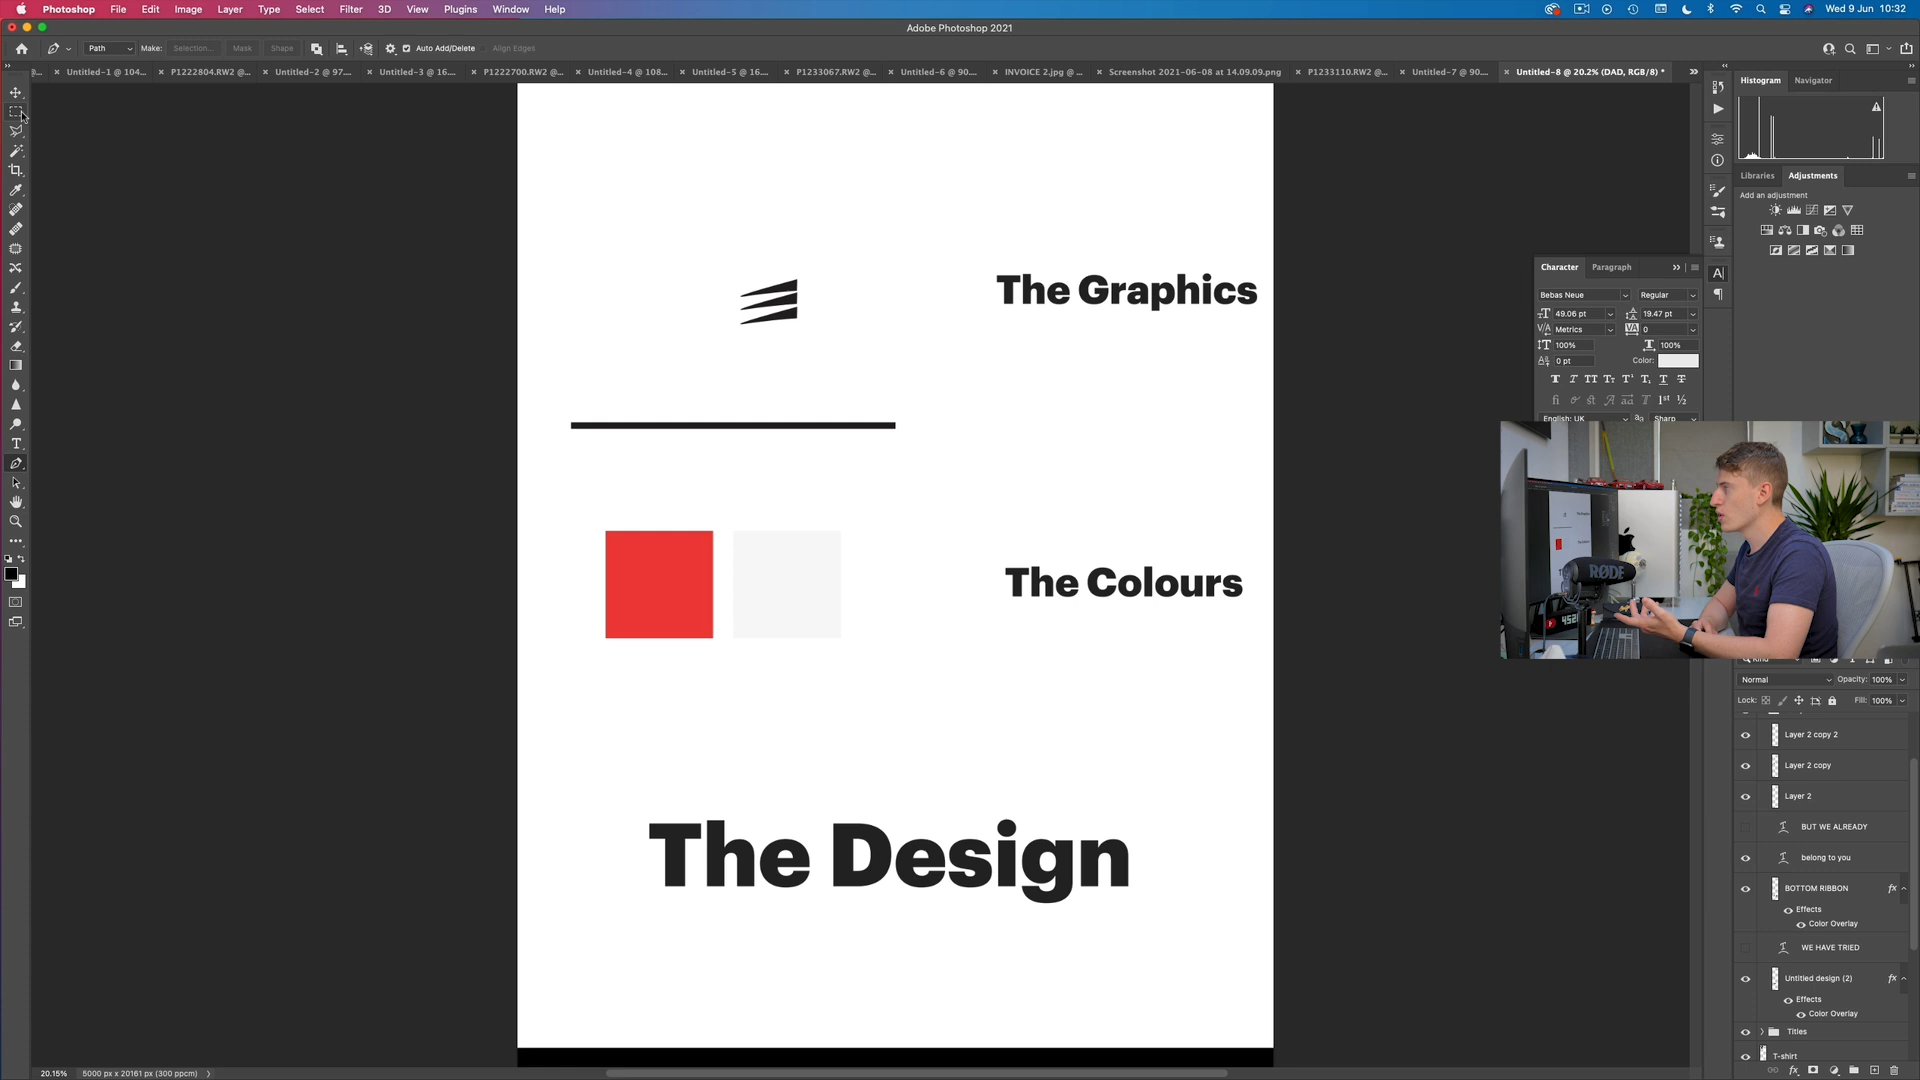 Photoshop File Edit Image Layer Type Select Filter 3D View Plugins Window Help Wed 9 Jun 10:32
Adobe Photoshop 2021
Path Make: Selection... Mask Shape Auto Add/Delete Align Edges
@... Untitled-1 @ 104... P1222804.RW2 @... Untitled-2 @ 97.... Untitled-3 @ 16.... P1222700.RW2 @... Untitled-4 @ 108... Untitled-5 @ 16.... P1233067.RW2 @... Untitled-6 @ 90.... INVOICE 2.jpg @ ... Screenshot 2021-06-08 at 14.09.09.png P1233110.RW2 @... Untitled-7 @ 90.... Untitled-8 @ 20.2% (DAD, RGB/8) *
Histogram Navigator
Libraries Adjustments
Add an adjustment
Character Paragraph
Bebas Neue Regular
49.06 pt 19.47 pt
Metrics 0
100% 100%
0 pt Color:
English: UK Sharp
The Graphics
The Colours
The Design
RØDE
Kind
Normal Opacity: 100%
Lock: Fill: 100%
Layer 2 copy 2
Layer 2 copy
Layer 2
BUT WE ALREADY
belong to you
BOTTOM RIBBON fx
Effects
Color Overlay
WE HAVE TRIED
Untitled design (2) fx
Effects
Color Overlay
Titles
T-shirt
20.15% 5000 px x 20161 px (300 ppcm)